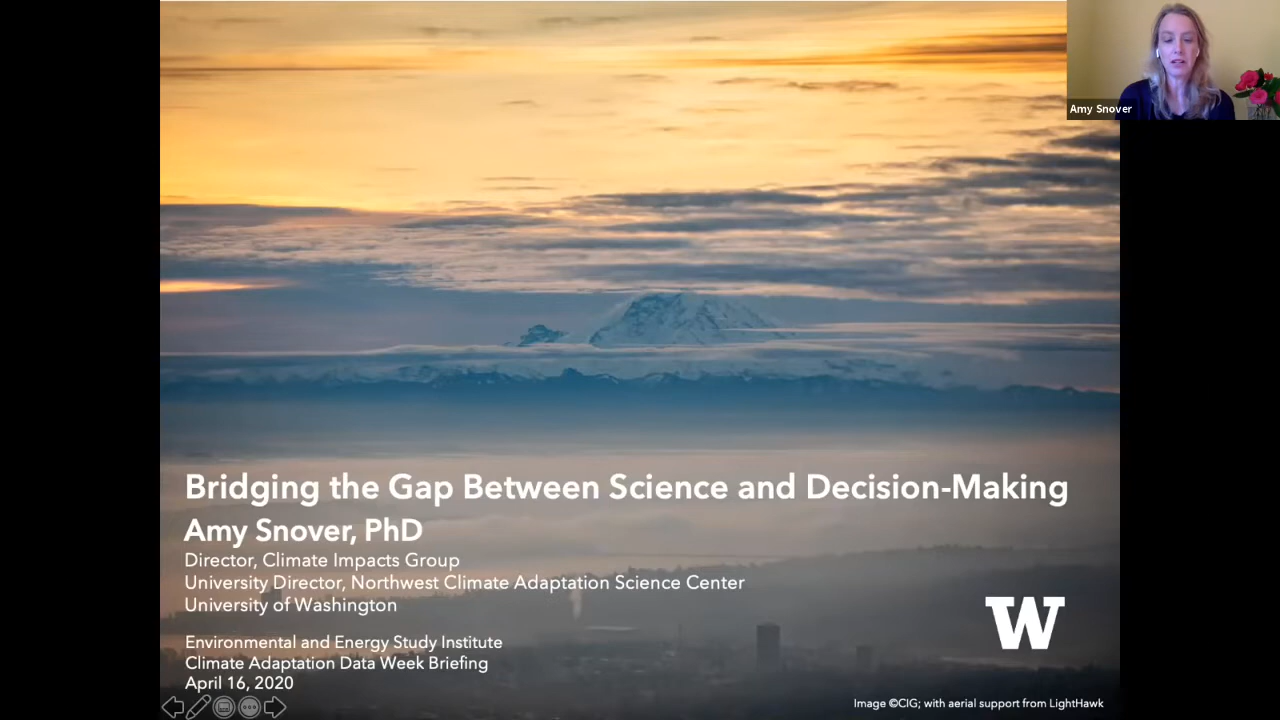 Amy Snover
Bridging the Gap Between Science and Decision-Making
Amy Snover, PhD
Director, Climate Impacts Group
University Director, Northwest Climate Adaptation Science Center
University of Washington
W
Environmental and Energy Study Institute
Climate Adaptation Data Week Briefing
April 16, 2020
Image ©CIG; with aerial support from LightHawk